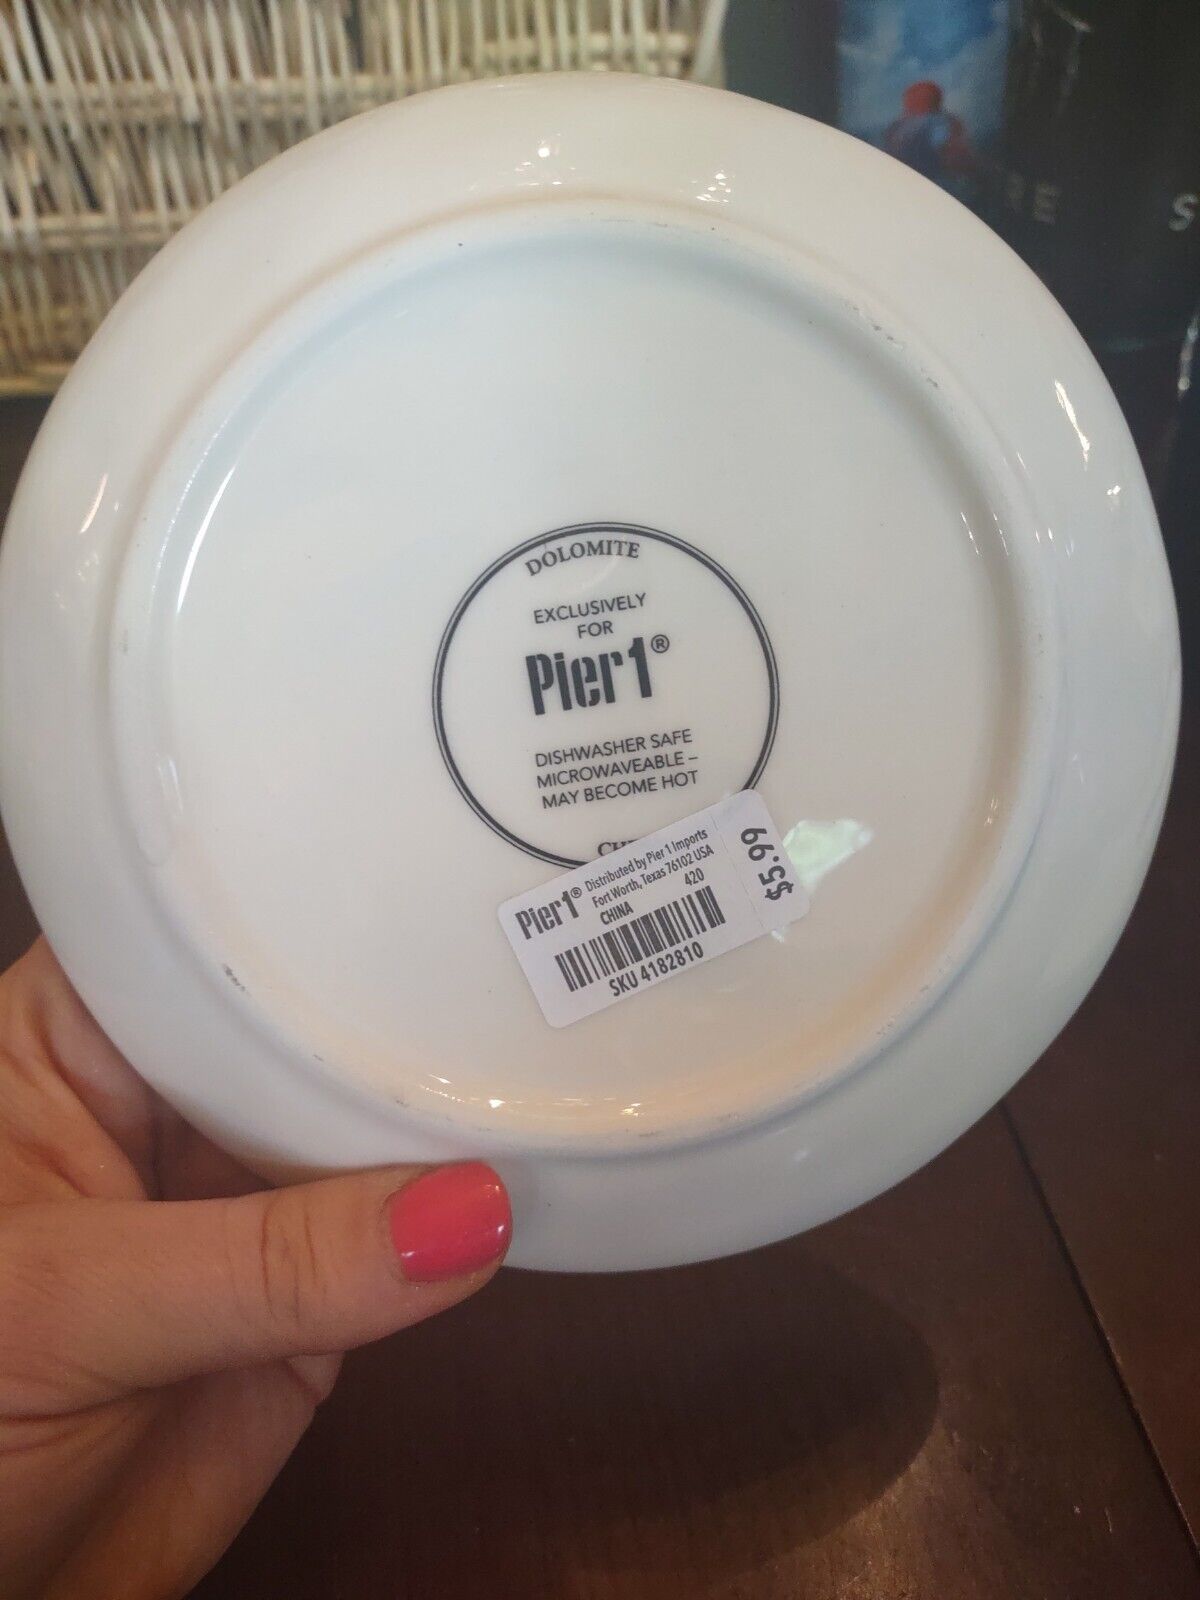 DOLOMITE
EXCLUSIVELY
FOR
Pier1®
DISHWASHER SAFE
MICROWAVEABLE –
MAY BECOME HOT
Pier1® Distributed by Pier 1 Imports
Fort Worth, Texas 76102 USA
CHINA 420
SKU 4182810
$5.99
S